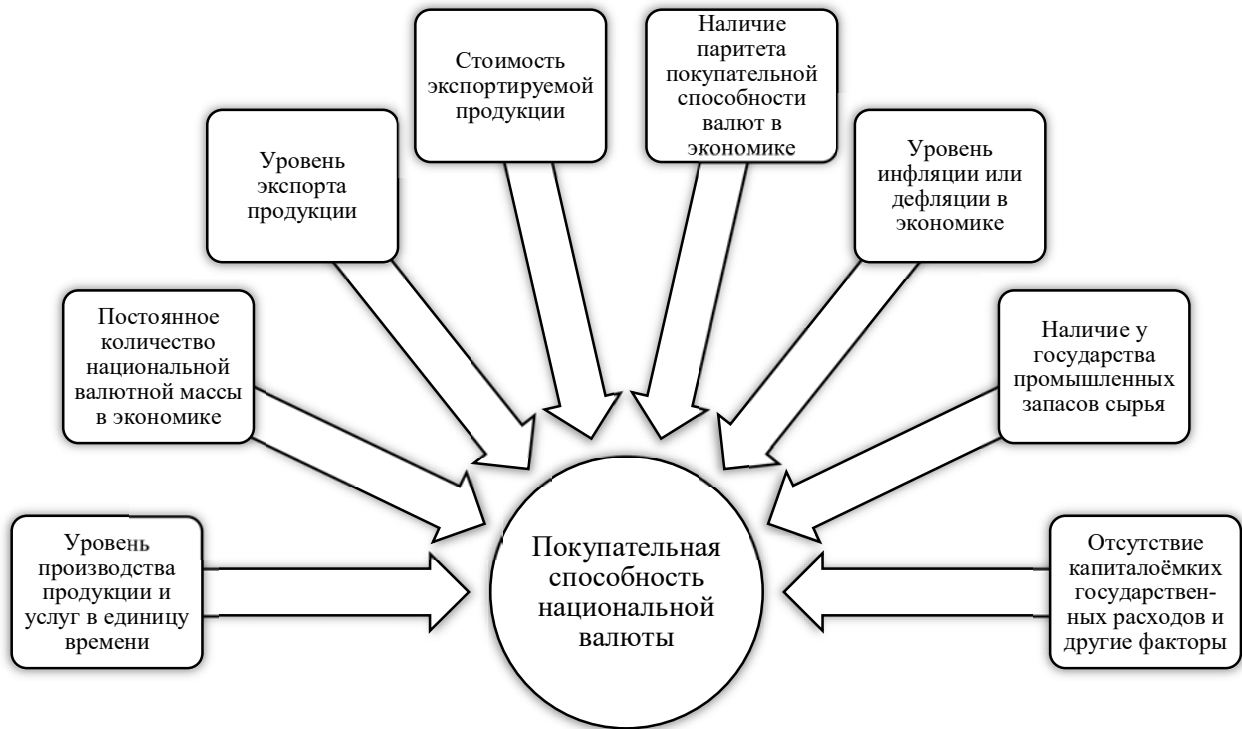 Уровень
производства
продукции и
услуг в единицу
времени
Постоянное
количество
национальной
валютной массы
в экономике
Уровень
экспорта
продукции
Стоимость
экспортируемой
продукции
Наличие
паритета
покупательной
способности
валют в
экономике
Уровень
инфляции или
дефляции в
экономике
Наличие у
государства
промышленных
запасов сырья
Отсутствие
капиталоёмких
государствен-
ных расходов и
другие факторы
Покупательная
способность
национальной
валюты